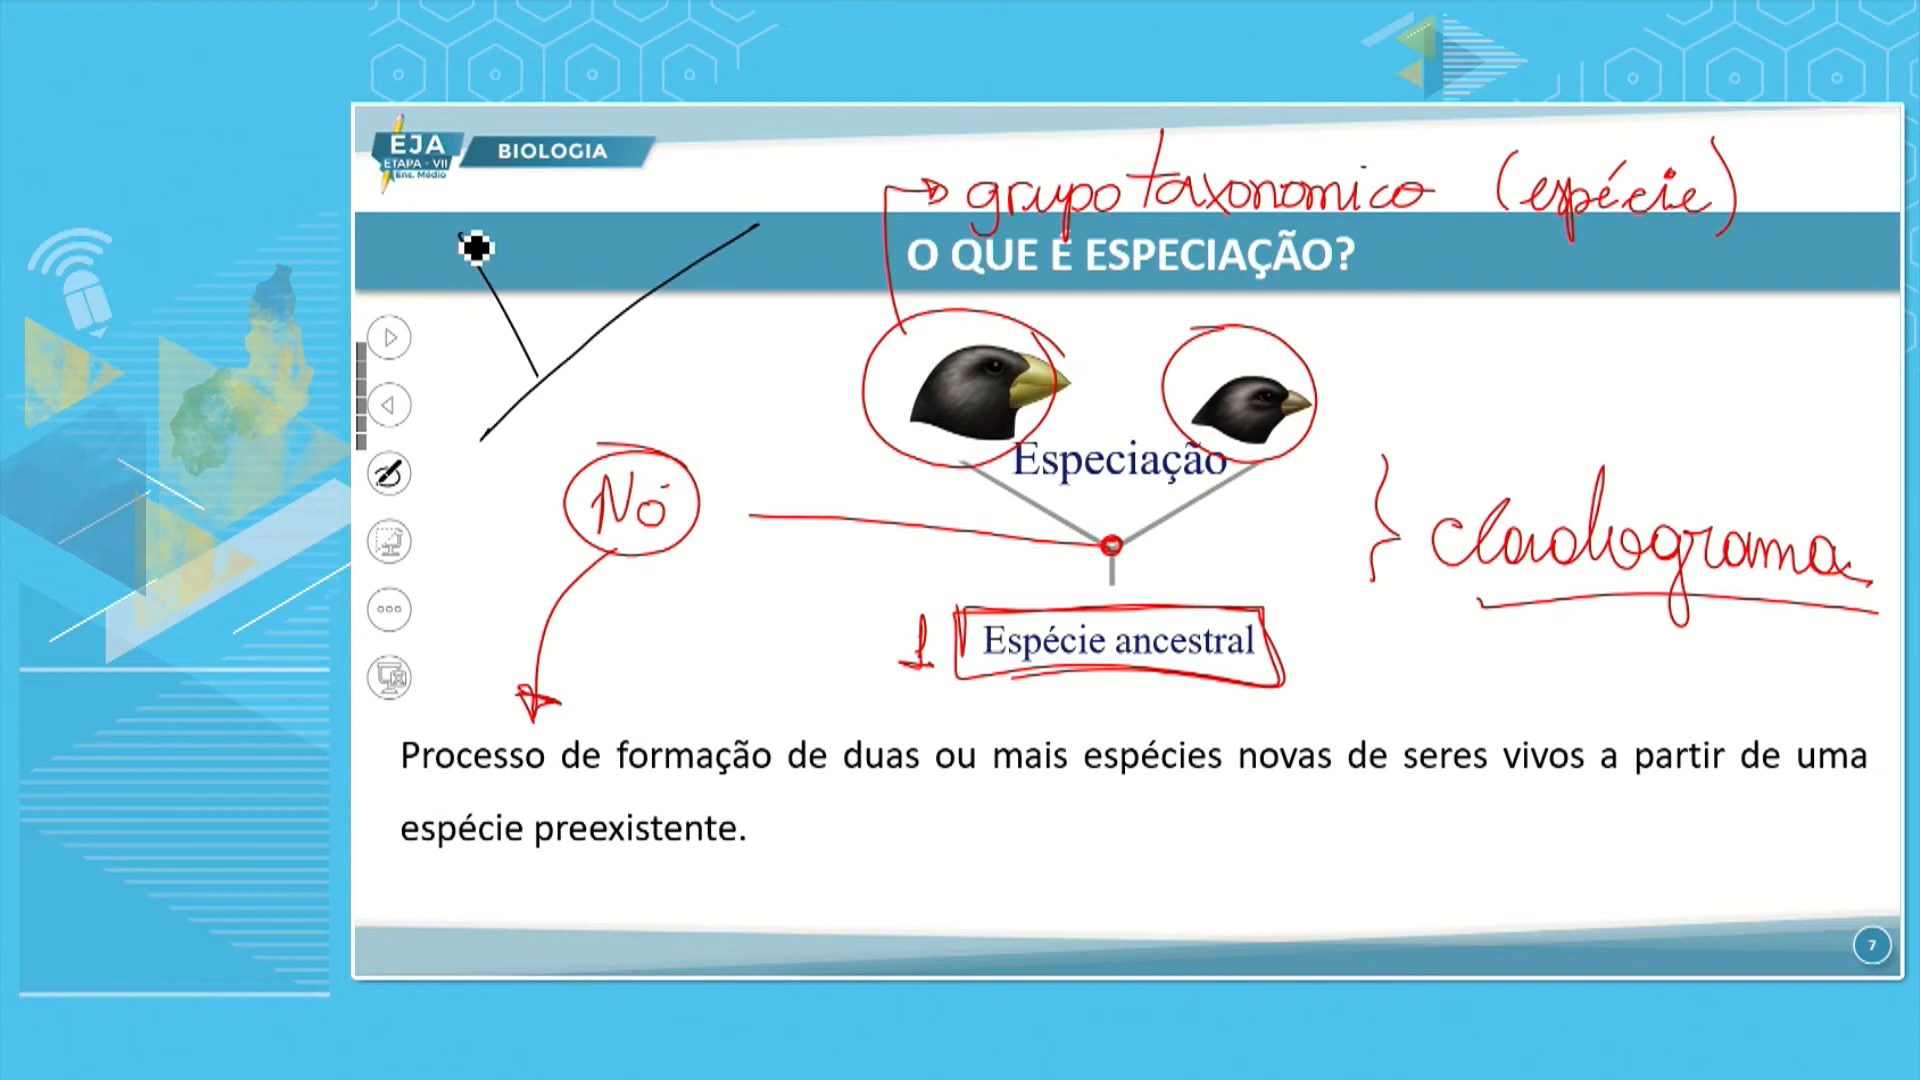 EJA
ETAPA - VII
Ens. Médio
BIOLOGIA
grupo taxonomico (espécie)
O QUE É ESPECIAÇÃO?
Especiação
Nó
cladograma
1 Espécie ancestral
Processo de formação de duas ou mais espécies novas de seres vivos a partir de uma
espécie preexistente.
7